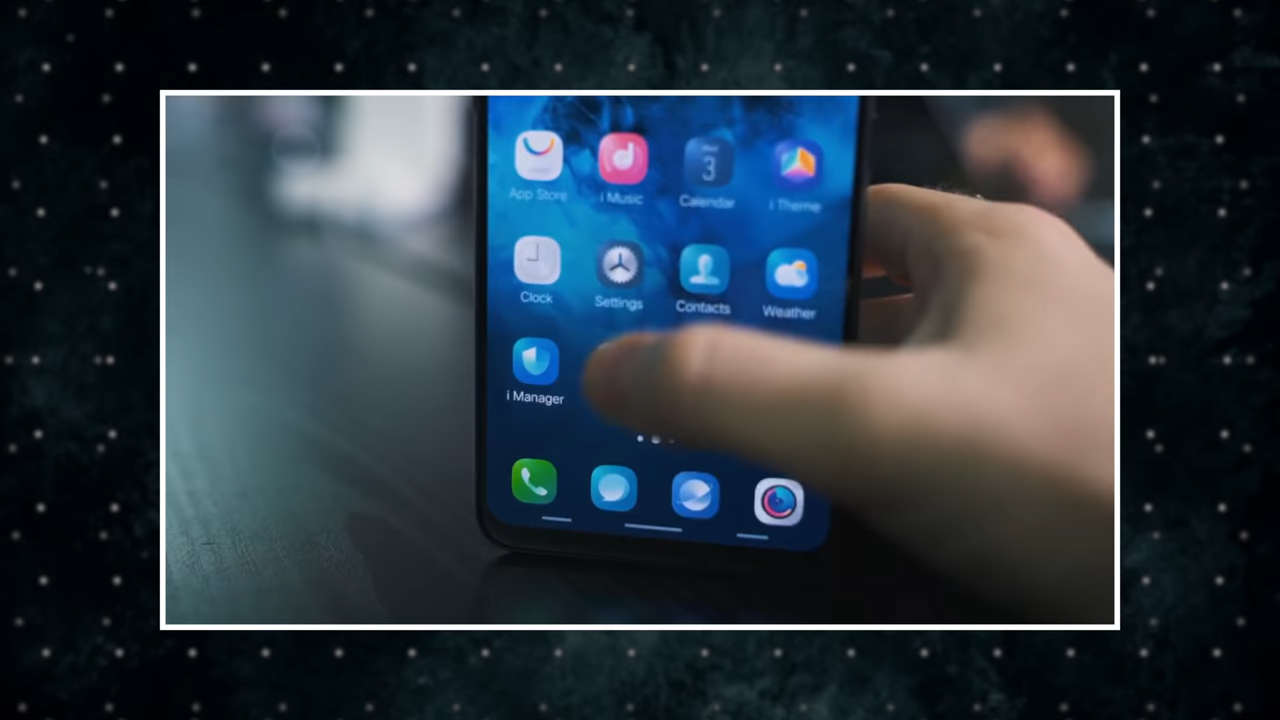 App Store
i Music
Calendar
i Theme
3
Clock
Settings
Contacts
Weather
i Manager